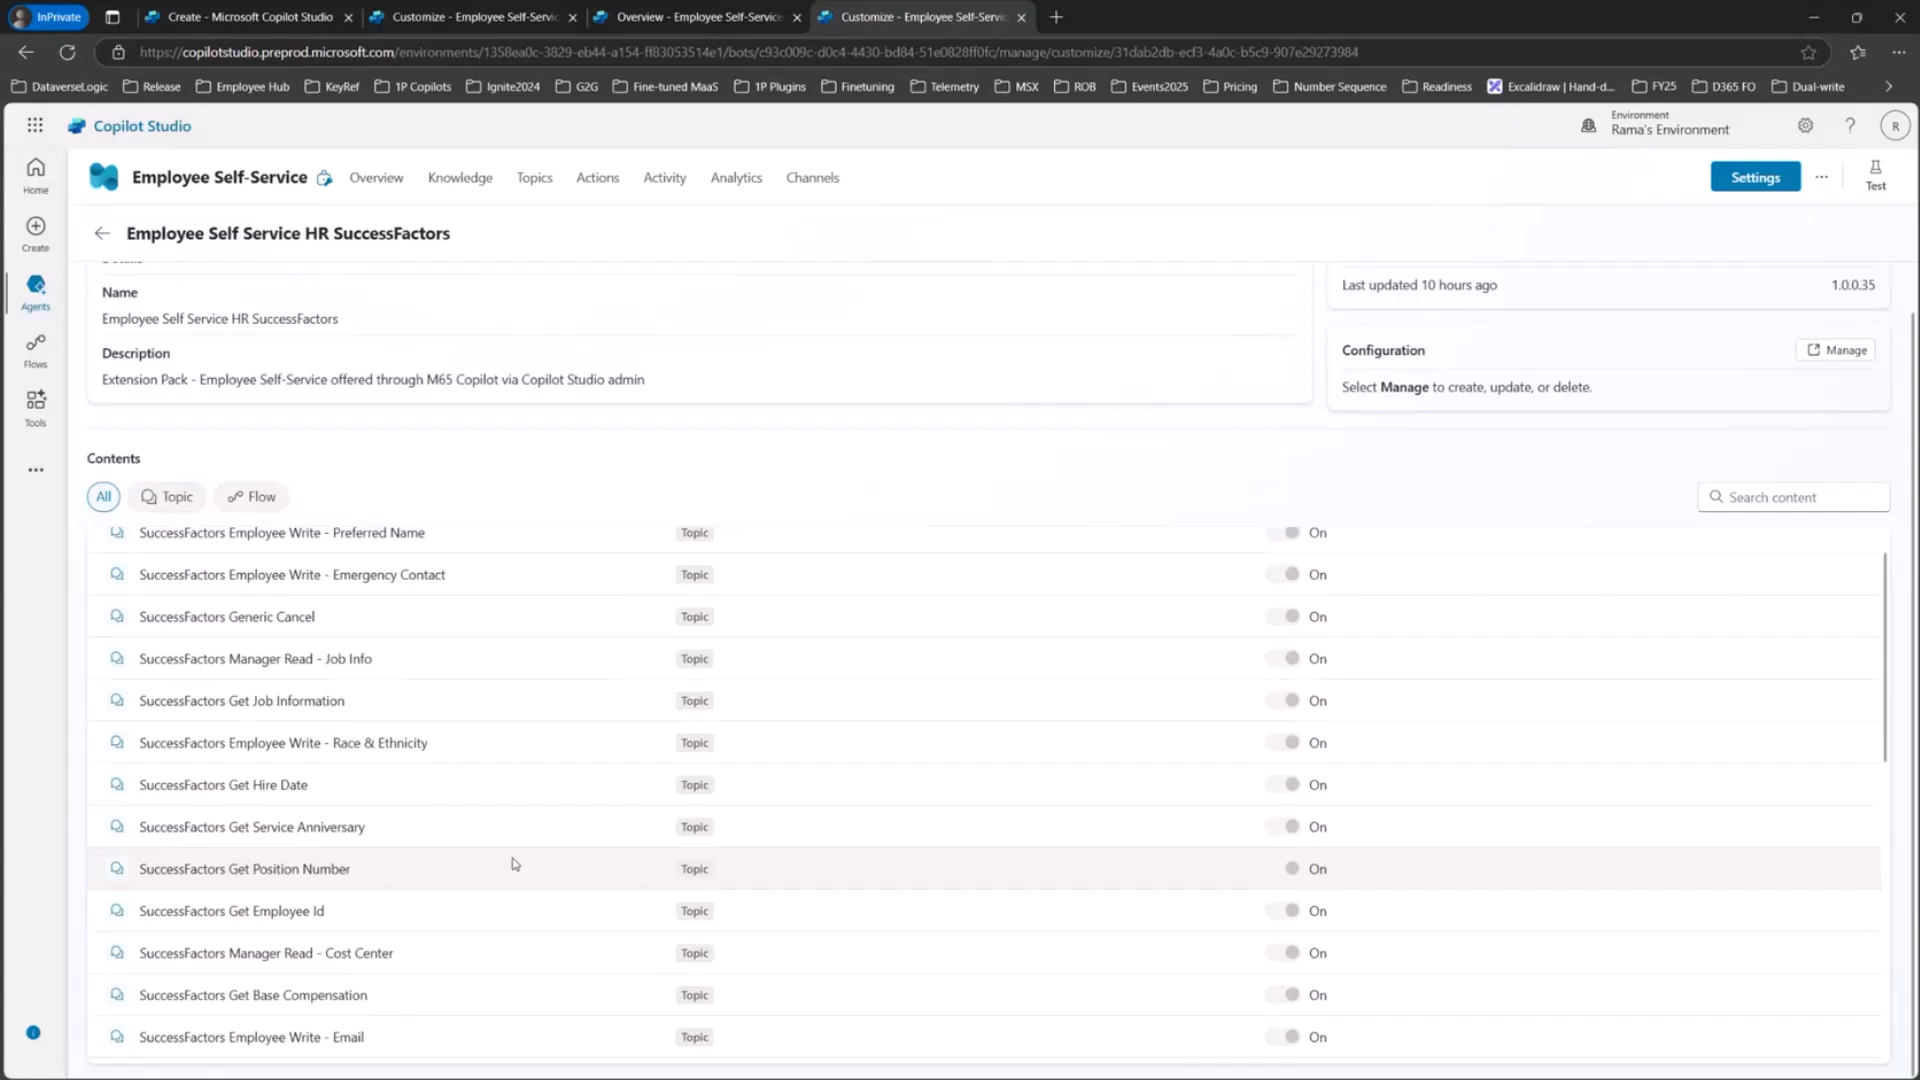 InPrivate
Create - Microsoft Copilot Studio
Customize - Employee Self-Servic
Overview - Employee Self-Service
Customize - Employee Self-Servic
https://copilotstudio.preprod.microsoft.com/environments/1358ea0c-3829-eb44-a154-ff83053514e1/bots/c93c009c-d0c4-4430-bd84-51e0828ff0fc/manage/customize/31dab2db-ecf3-4a0c-b5c9-907e29273984
DataverseLogic Release Employee Hub KeyRef 1P Copilots Ignite2024 G2G Fine-tuned MaaS 1P Plugins Finetuning Telemetry MSX ROB Events2025 Pricing Number Sequence Readiness Excalidraw | Hand-d... FY25 D365 FO Dual-write
Copilot Studio
Environment
Rama's Environment
R
Home
Create
Agents
Flows
Tools
Employee Self-Service Overview Knowledge Topics Actions Activity Analytics Channels
Settings
Test
Employee Self Service HR SuccessFactors
Name
Employee Self Service HR SuccessFactors
Description
Extension Pack - Employee Self-Service offered through M65 Copilot via Copilot Studio admin
Last updated 10 hours ago 1.0.0.35
Configuration Manage
Select Manage to create, update, or delete.
Contents
All Topic Flow
Search content
SuccessFactors Employee Write - Preferred Name Topic On
SuccessFactors Employee Write - Emergency Contact Topic On
SuccessFactors Generic Cancel Topic On
SuccessFactors Manager Read - Job Info Topic On
SuccessFactors Get Job Information Topic On
SuccessFactors Employee Write - Race & Ethnicity Topic On
SuccessFactors Get Hire Date Topic On
SuccessFactors Get Service Anniversary Topic On
SuccessFactors Get Position Number Topic On
SuccessFactors Get Employee Id Topic On
SuccessFactors Manager Read - Cost Center Topic On
SuccessFactors Get Base Compensation Topic On
SuccessFactors Employee Write - Email Topic On